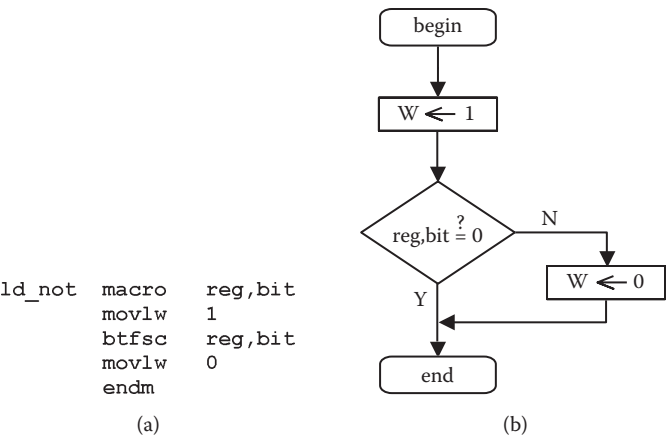 begin
W ← 1
reg,bit ≟ 0
N
W ← 0
Y
end
ld_not macro reg,bit
movlw 1
btfsc reg,bit
movlw 0
endm
(a)
(b)